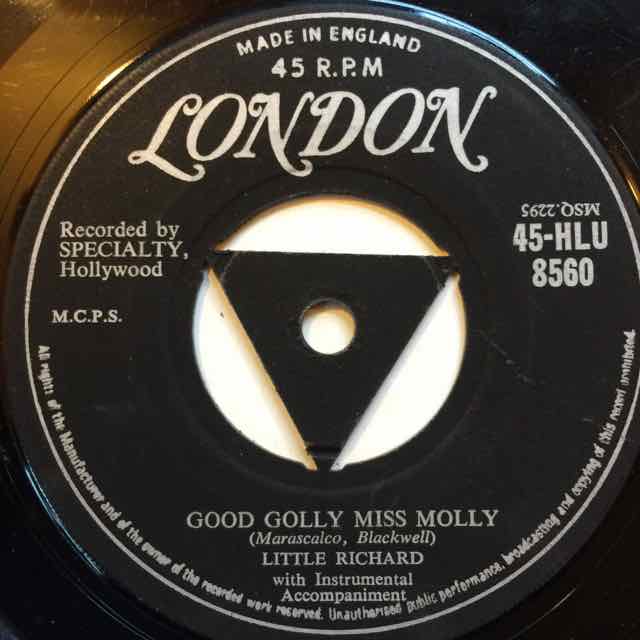 MADE IN ENGLAND
45 R.P.M
LONDON
Recorded by
SPECIALTY,
Hollywood
MSQ.2295
45-HLU
8560
M.C.P.S.
GOOD GOLLY MISS MOLLY
(Marascalco, Blackwell)
LITTLE RICHARD
with Instrumental
Accompaniment
All rights of the Manufacturer and of the owner of the recorded work reserved. Unauthorised public performance, broadcasting and copying of this record prohibited.